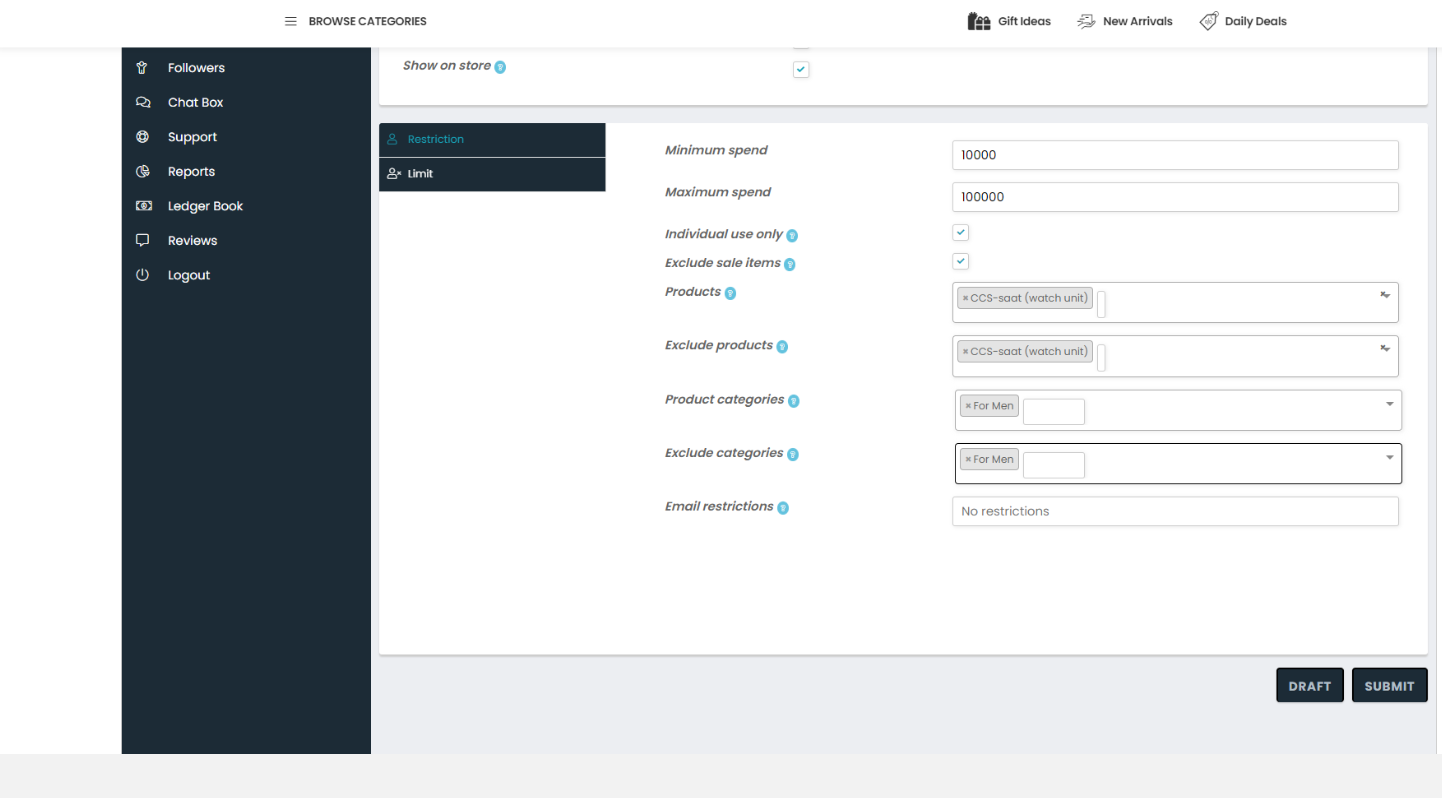 BROWSE CATEGORIES
Gift Ideas
New Arrivals
Daily Deals
Followers
Chat Box
Support
Reports
Ledger Book
Reviews
Logout
Show on store
Restriction
Limit
Minimum spend
10000
Maximum spend
100000
Individual use only
Exclude sale items
Products
× CCS-saat (watch unit)
Exclude products
× CCS-saat (watch unit)
Product categories
× For Men
Exclude categories
× For Men
Email restrictions
No restrictions
DRAFT
SUBMIT